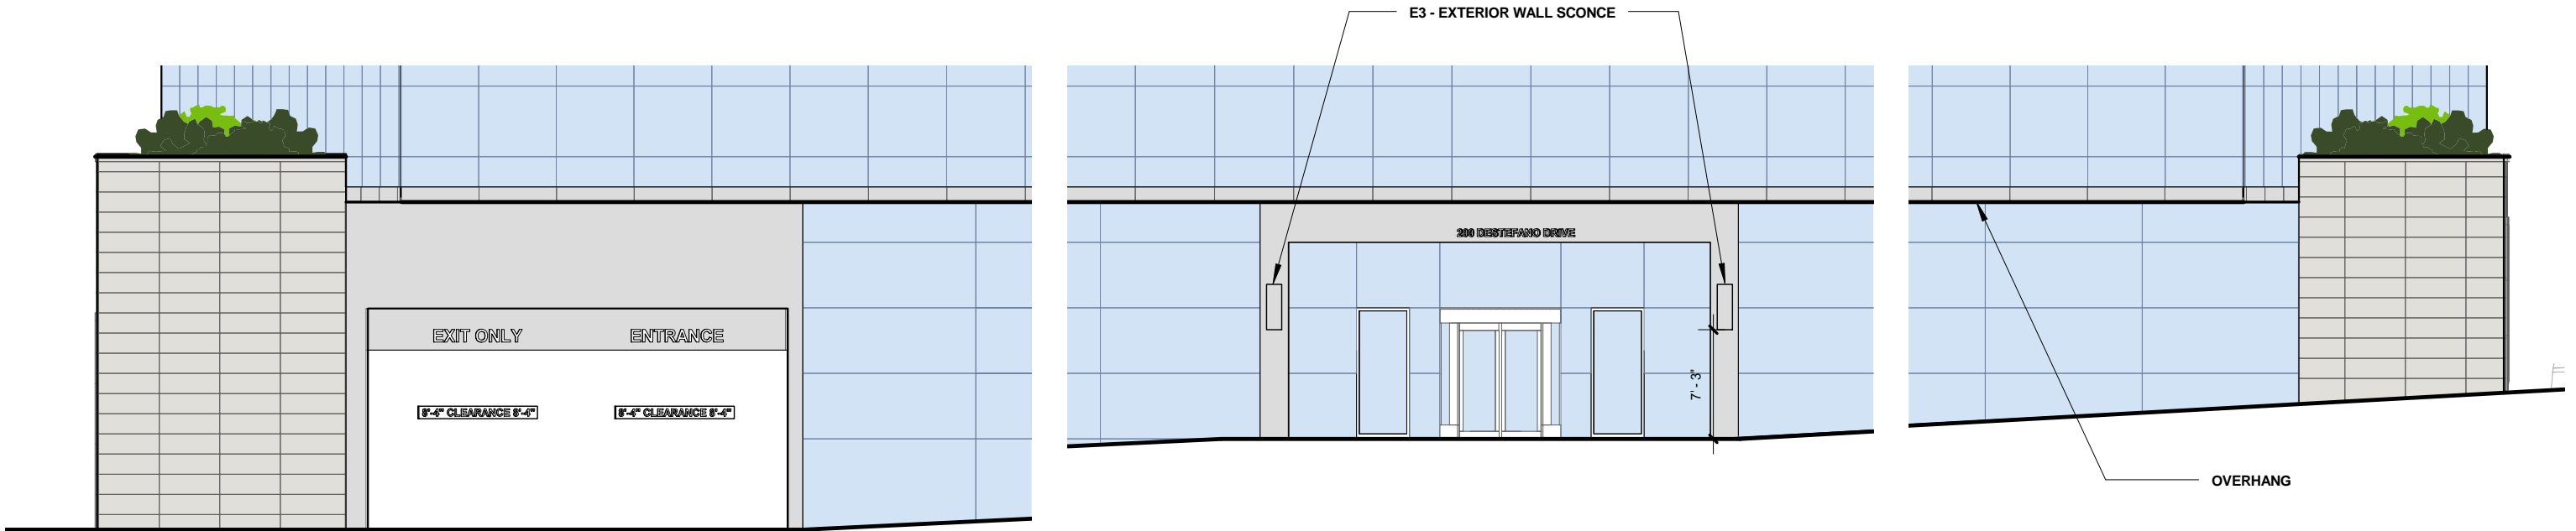 E3 - EXTERIOR WALL SCONCE
200 DESTEFANO DRIVE
EXIT ONLY
ENTRANCE
8'-4" CLEARANCE 8'-4"
8'-4" CLEARANCE 8'-4"
7' - 3"
OVERHANG